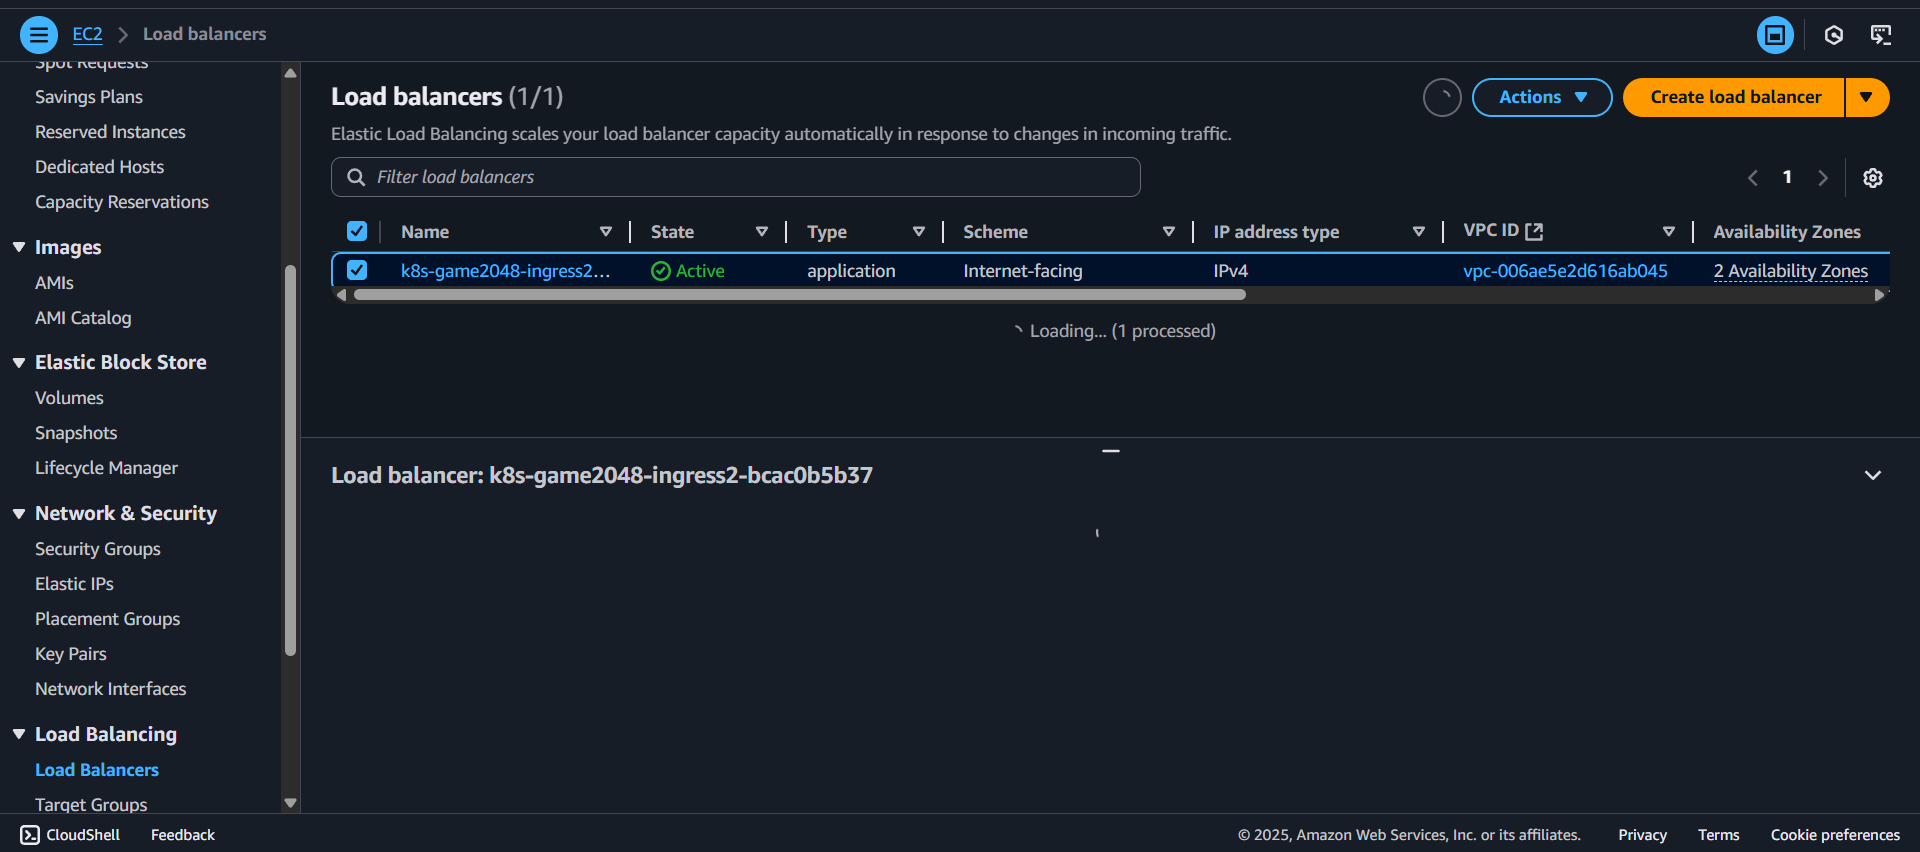 EC2 > Load balancers
Spot Requests
Savings Plans
Reserved Instances
Dedicated Hosts
Capacity Reservations
Images
AMIs
AMI Catalog
Elastic Block Store
Volumes
Snapshots
Lifecycle Manager
Network & Security
Security Groups
Elastic IPs
Placement Groups
Key Pairs
Network Interfaces
Load Balancing
Load Balancers
Target Groups
Load balancers (1/1)
Actions
Create load balancer
Elastic Load Balancing scales your load balancer capacity automatically in response to changes in incoming traffic.
Filter load balancers
1
Name State Type Scheme IP address type VPC ID Availability Zones
k8s-game2048-ingress2... Active application Internet-facing IPv4 vpc-006ae5e2d616ab045 2 Availability Zones
Loading... (1 processed)
Load balancer: k8s-game2048-ingress2-bcac0b5b37
CloudShell Feedback © 2025, Amazon Web Services, Inc. or its affiliates. Privacy Terms Cookie preferences